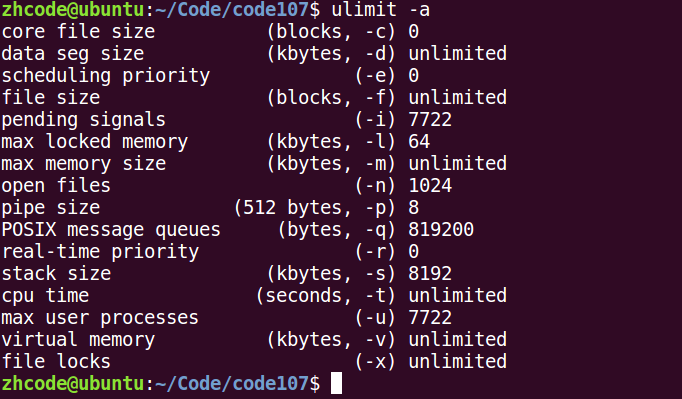 zhcode@ubuntu:~/Code/code107$ ulimit -a
core file size          (blocks, -c) 0
data seg size           (kbytes, -d) unlimited
scheduling priority             (-e) 0
file size               (blocks, -f) unlimited
pending signals                 (-i) 7722
max locked memory       (kbytes, -l) 64
max memory size         (kbytes, -m) unlimited
open files                      (-n) 1024
pipe size            (512 bytes, -p) 8
POSIX message queues     (bytes, -q) 819200
real-time priority              (-r) 0
stack size              (kbytes, -s) 8192
cpu time               (seconds, -t) unlimited
max user processes              (-u) 7722
virtual memory          (kbytes, -v) unlimited
file locks                      (-x) unlimited
zhcode@ubuntu:~/Code/code107$